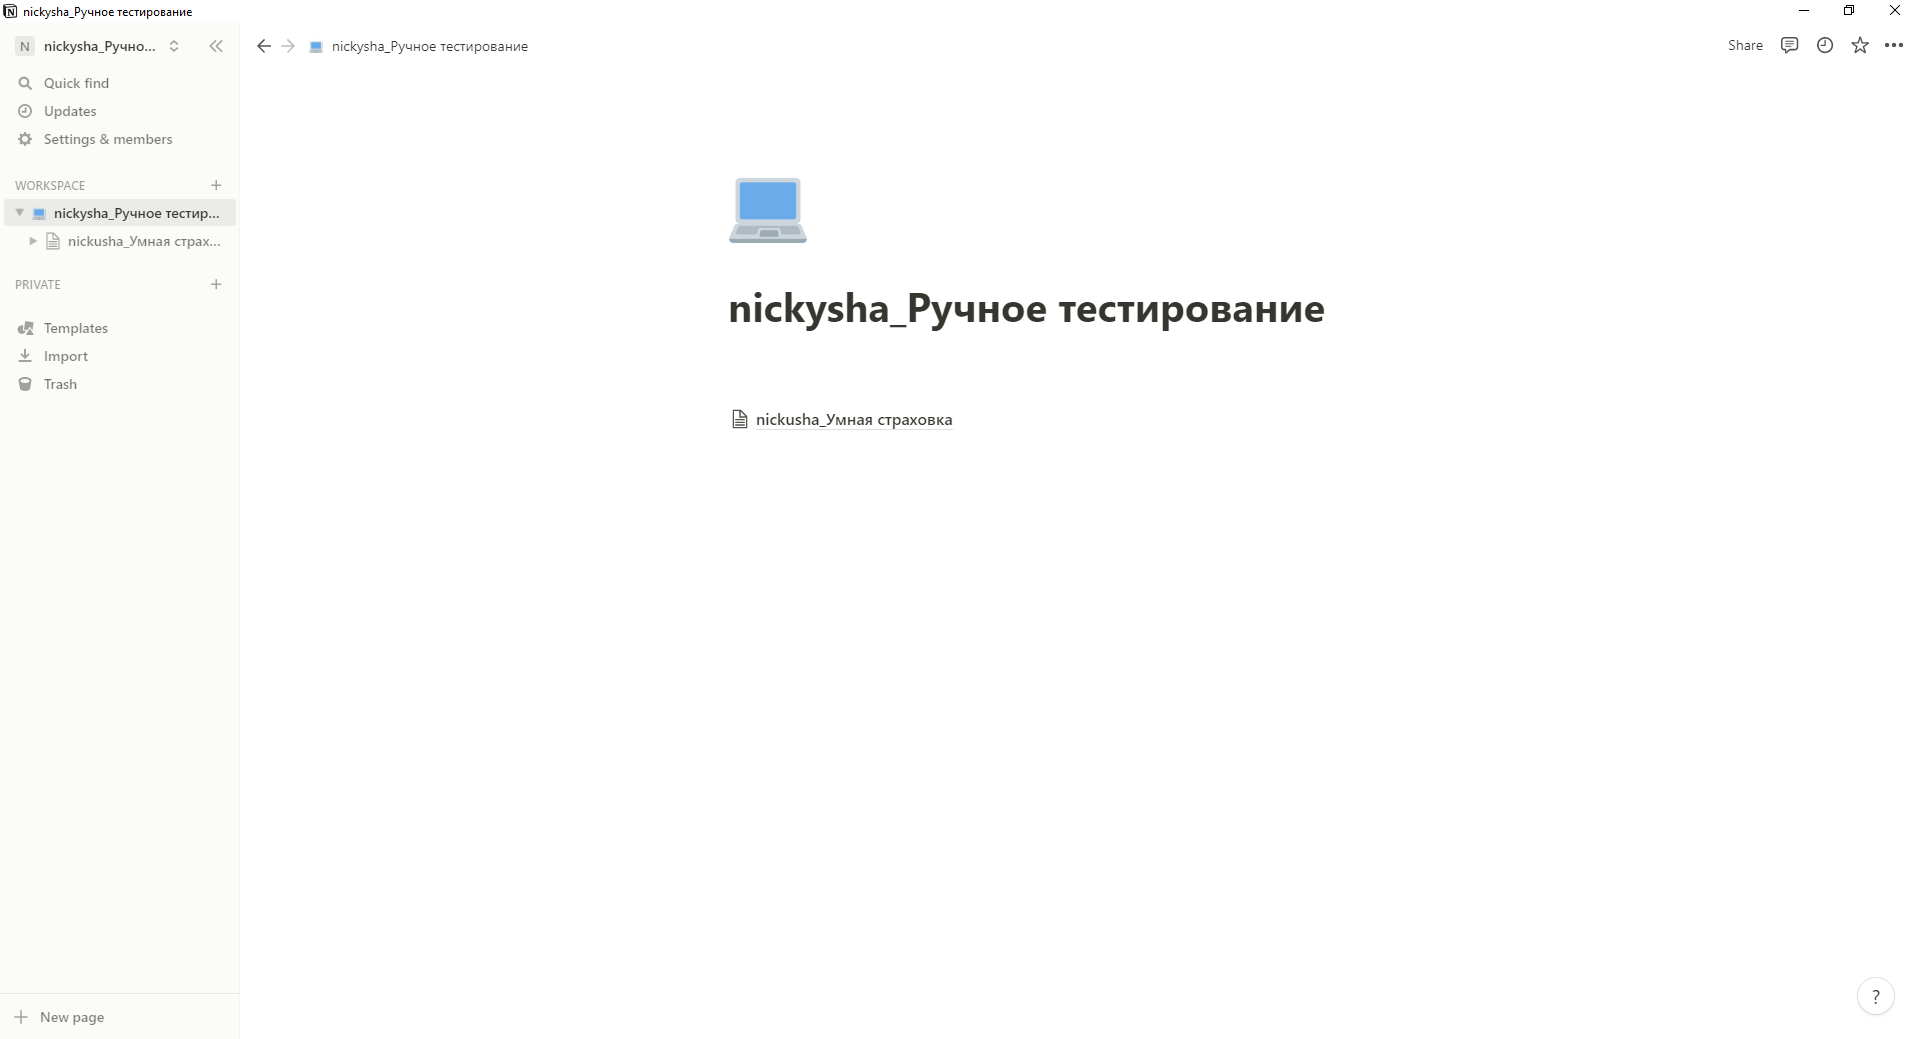 nickysha_Ручное тестирование
N nickysha_Ручно...
nickysha_Ручное тестирование
Share
Quick find
Updates
Settings & members
WORKSPACE
nickysha_Ручное тестир...
nickusha_Умная страх...
PRIVATE
Templates
Import
Trash
nickysha_Ручное тестирование
nickusha_Умная страховка
New page
?